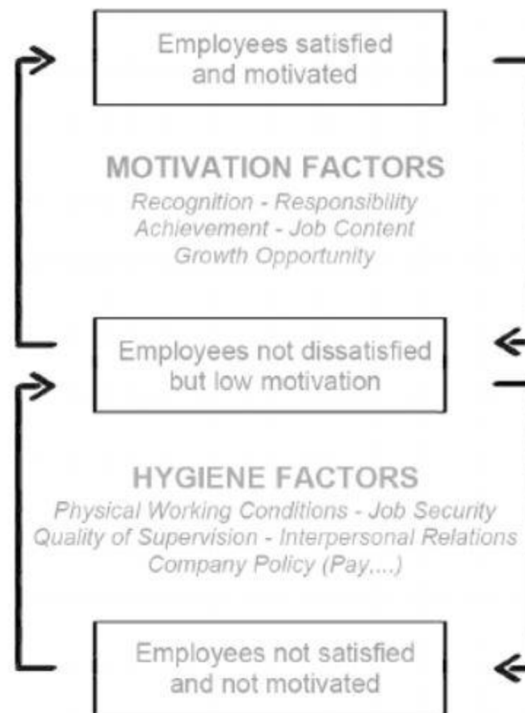 Employees satisfied
and motivated
MOTIVATION FACTORS
Recognition - Responsibility
Achievement - Job Content
Growth Opportunity
Employees not dissatisfied
but low motivation
HYGIENE FACTORS
Physical Working Conditions - Job Security
Quality of Supervision - Interpersonal Relations
Company Policy (Pay,...)
Employees not satisfied
and not motivated